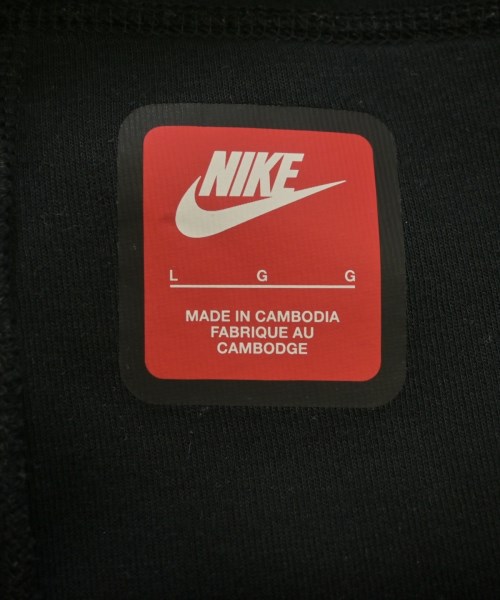 NIKE
L G G
MADE IN CAMBODIA
FABRIQUE AU
CAMBODGE